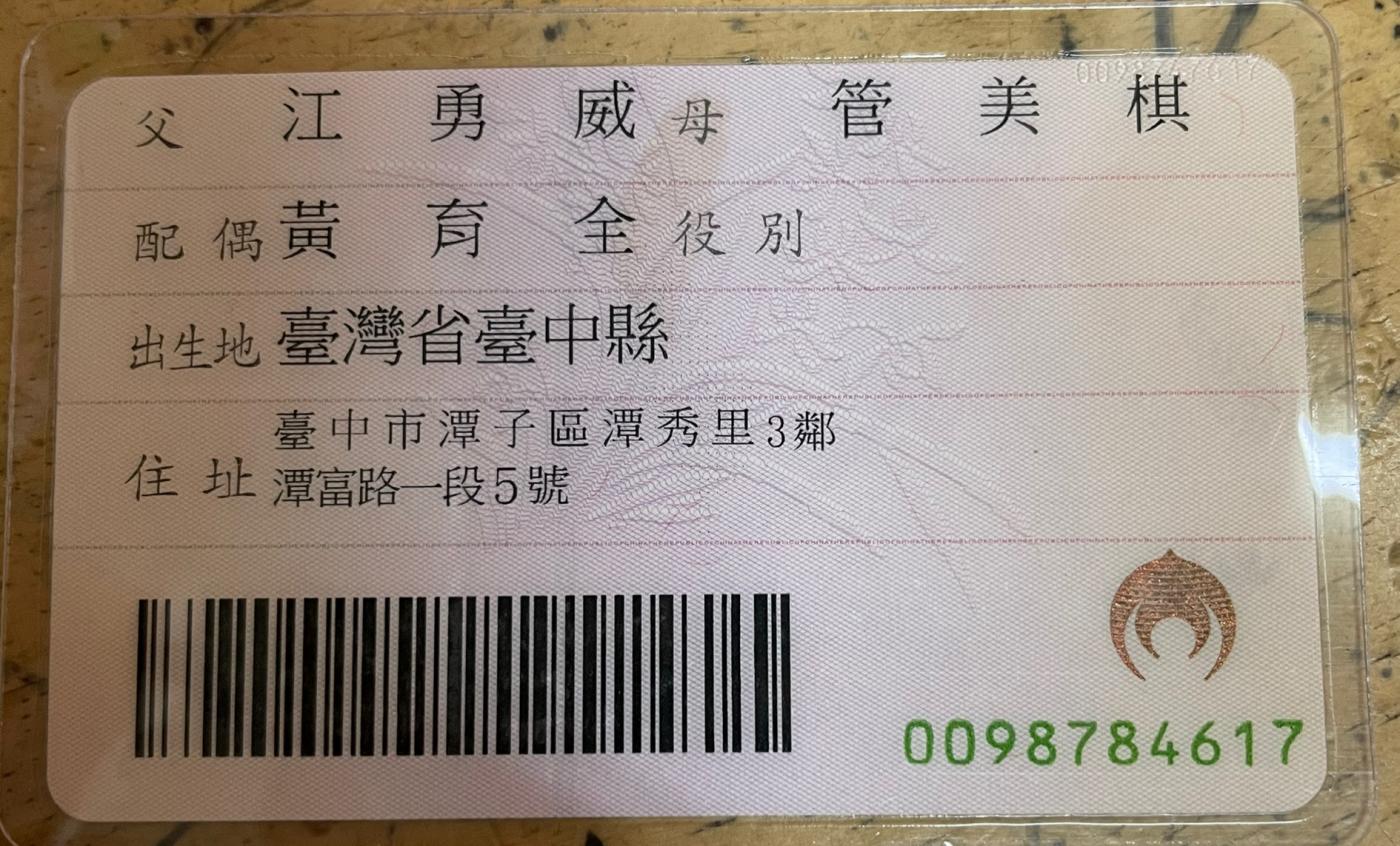 父 江勇威 母 管美棋
配偶 黃育全 役別
出生地 臺灣省臺中縣
住址 臺中市潭子區潭秀里3鄰
潭富路一段5號
0098784617